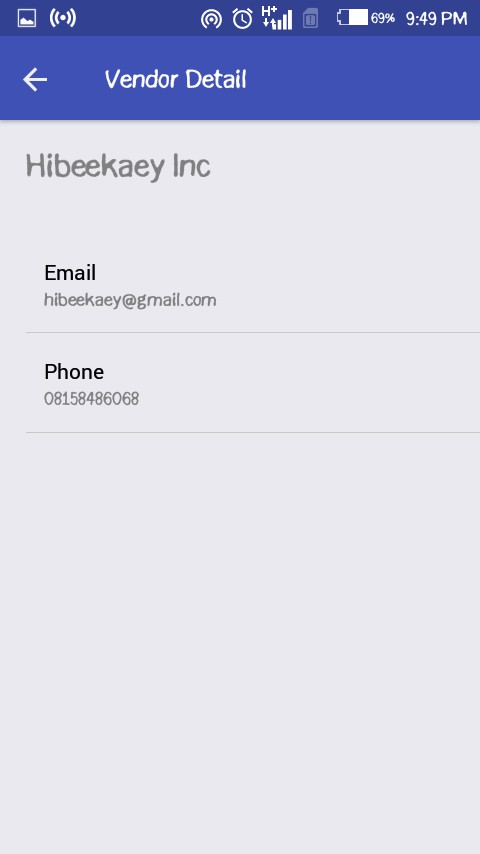 H+ 69% 9:49 PM
Vendor Detail
Hibeekaey Inc
Email
hibeekaey@gmail.com
Phone
08158486068